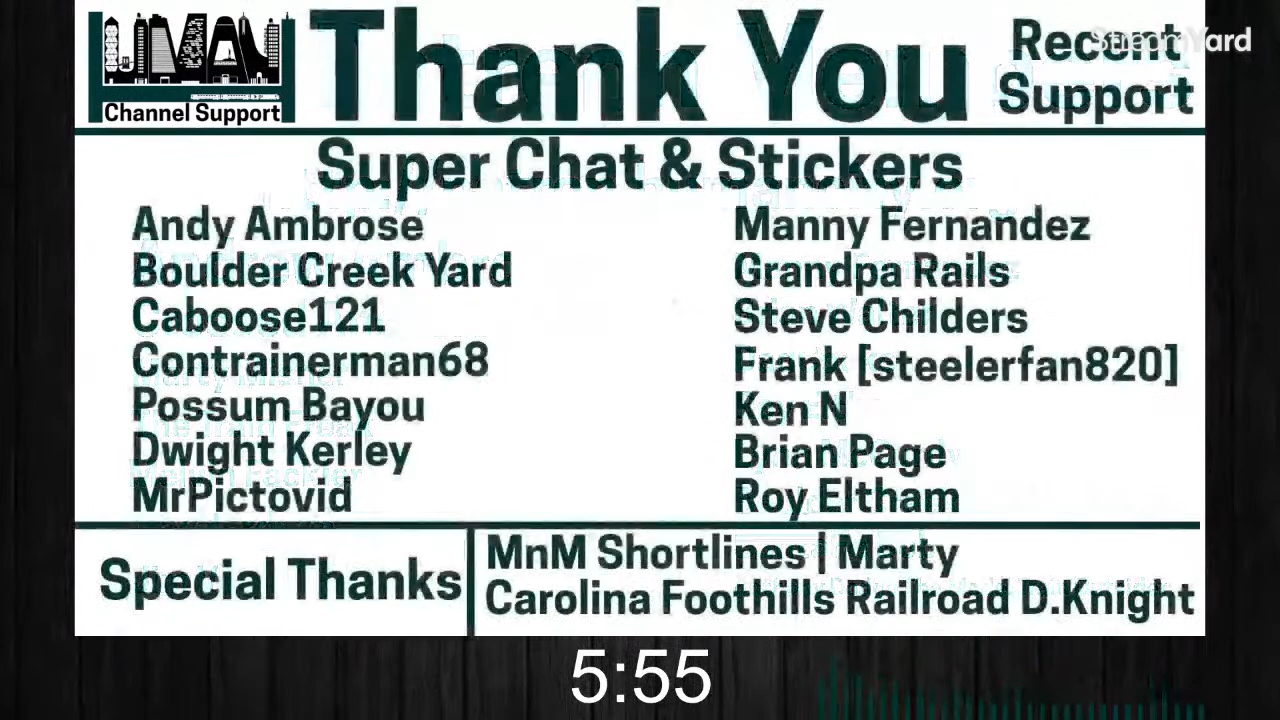 HMAN
Channel Support
Thank You
Recent
Support
StreamYard
Super Chat & Stickers
Andy Ambrose
Boulder Creek Yard
Caboose121
Contrainerman68
Possum Bayou
Dwight Kerley
MrPictovid
Manny Fernandez
Grandpa Rails
Steve Childers
Frank [steelerfan820]
Ken N
Brian Page
Roy Eltham
Special Thanks
MnM Shortlines | Marty
Carolina Foothills Railroad D.Knight
5:55